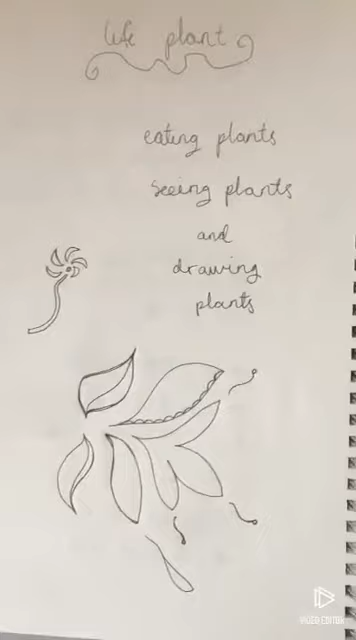 life plant
eating plants
seeing plants
and
drawing
plants
VIDEO EDITOR